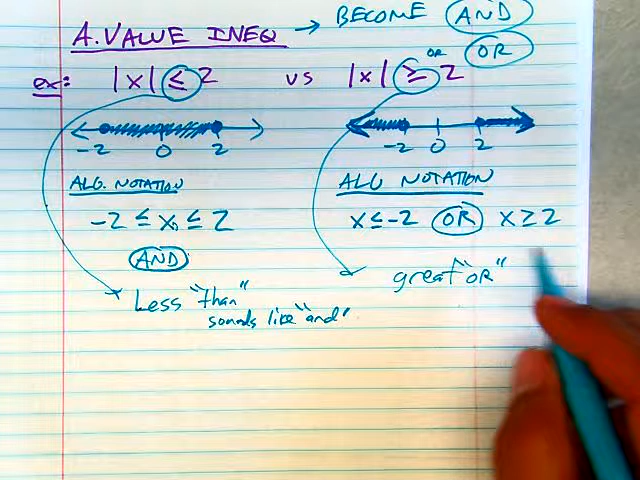 A.VALUE INEQ → BECOME AND OR
ex: |x| ≤ 2 vs |x| ≥ 2
OR
-2 0 2
-2 0 2
ALG. NOTATION
ALG NOTATION
-2 ≤ x ≤ 2
x ≤ -2 OR x ≥ 2
AND
great "OR"
Less "than"
sounds like "and"